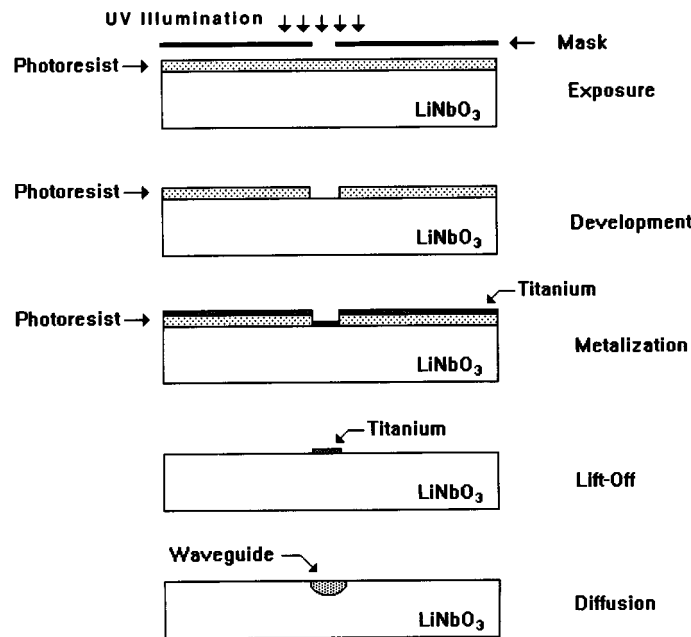 UV Illumination
Mask
Photoresist
Exposure
LiNbO3
Photoresist
Development
LiNbO3
Titanium
Photoresist
Metalization
LiNbO3
Titanium
Lift-Off
LiNbO3
Waveguide
Diffusion
LiNbO3